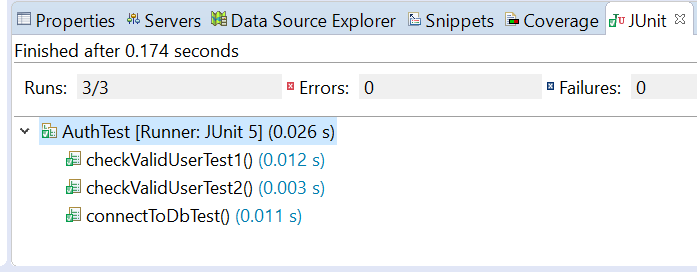 Properties Servers Data Source Explorer Snippets Coverage JUnit
Finished after 0.174 seconds
Runs: 3/3 Errors: 0 Failures: 0
AuthTest [Runner: JUnit 5] (0.026 s)
checkValidUserTest1() (0.012 s)
checkValidUserTest2() (0.003 s)
connectToDbTest() (0.011 s)